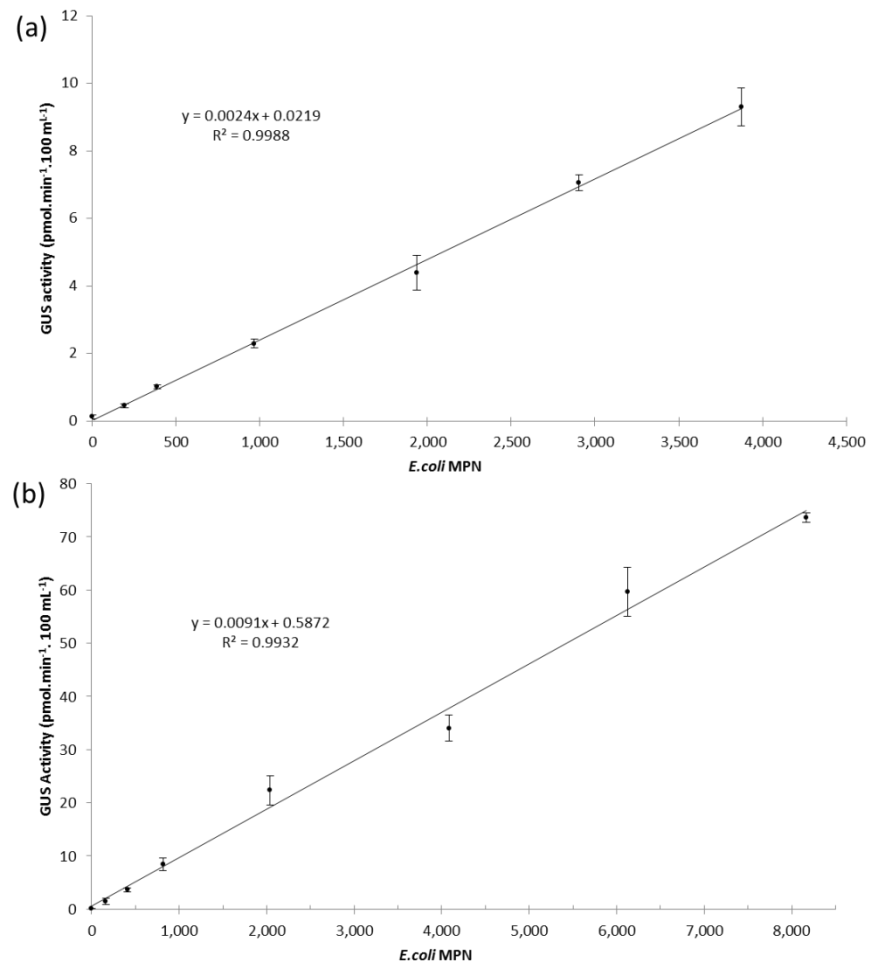 (a)
12
10
8
6
4
2
0
GUS activity (pmol.min⁻¹.100 mᴸ⁻¹)
y = 0.0024x + 0.0219
R² = 0.9988
0 500 1,000 1,500 2,000 2,500 3,000 3,500 4,000 4,500
E.coli MPN
(b)
80
70
60
50
40
30
20
10
0
GUS Activity (pmol.min⁻¹. 100 mL⁻¹)
y = 0.0091x + 0.5872
R² = 0.9932
0 1,000 2,000 3,000 4,000 5,000 6,000 7,000 8,000
E.coli MPN